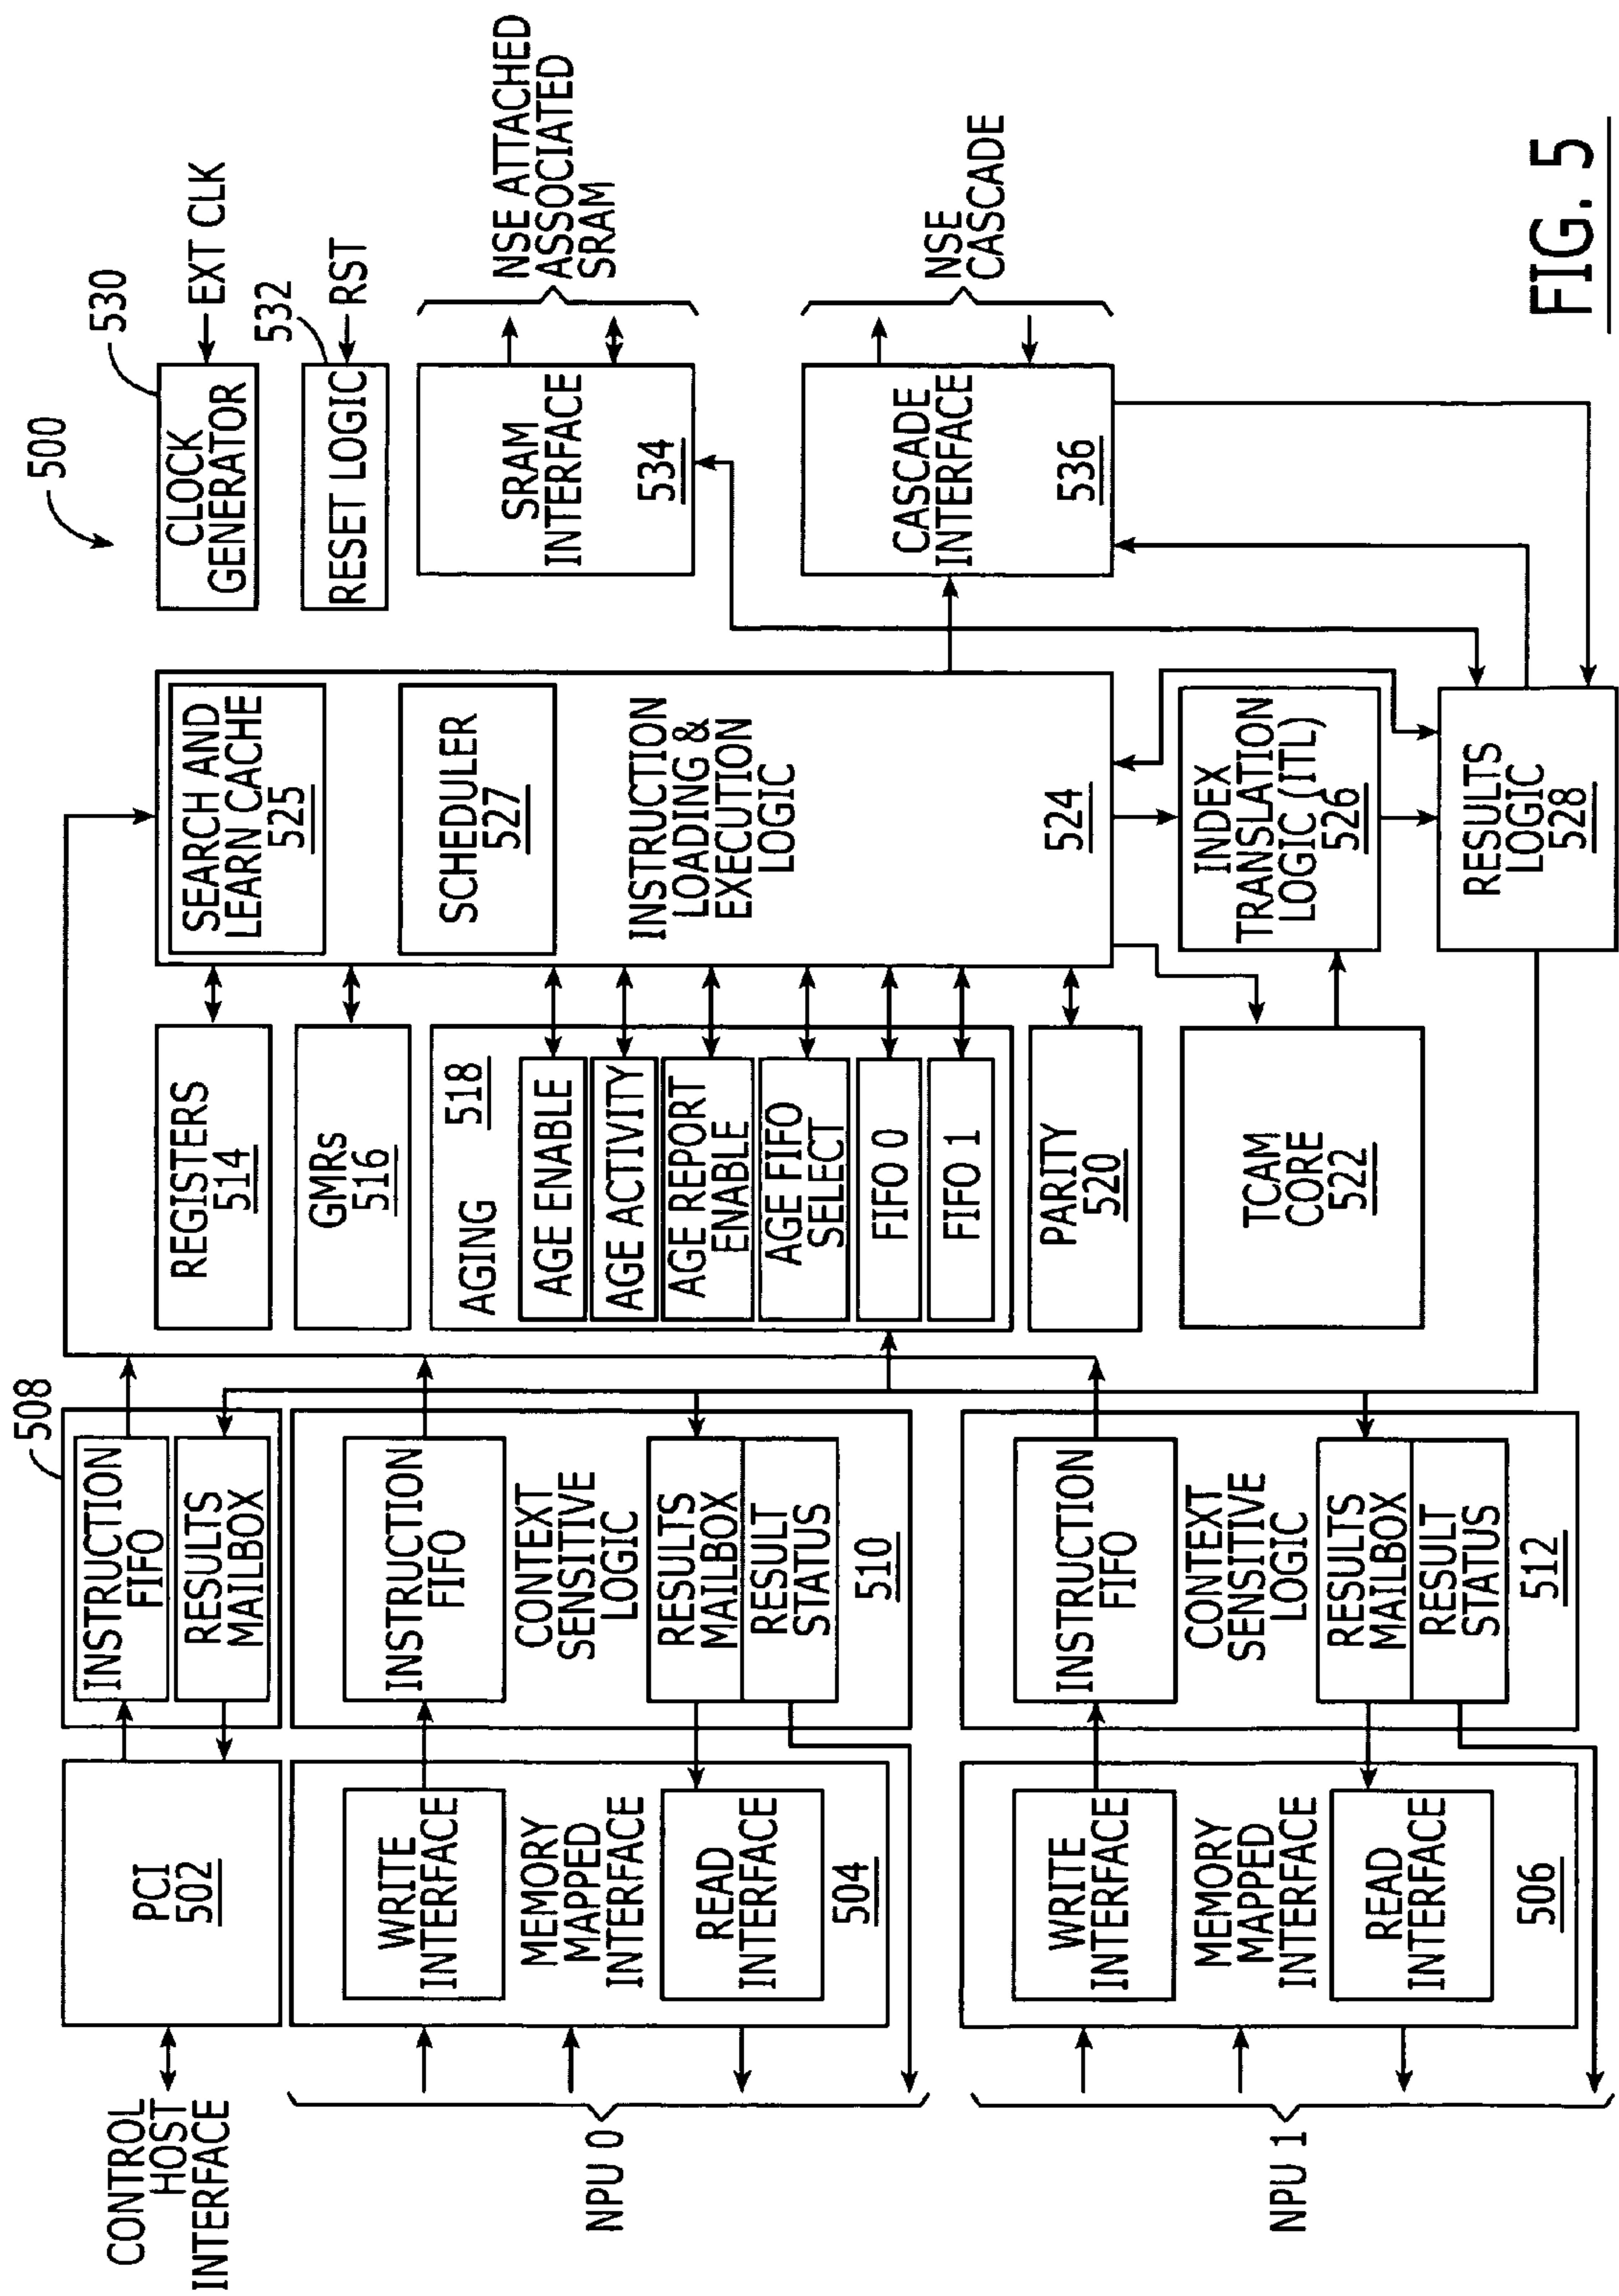 500
CONTROL
HOST
INTERFACE
PCI
502
508
INSTRUCTION
FIFO
RESULTS
MAILBOX
NPU 0
WRITE
INTERFACE
MEMORY
MAPPED
INTERFACE
READ
INTERFACE
504
INSTRUCTION
FIFO
CONTEXT
SENSITIVE
LOGIC
RESULTS
MAILBOX
RESULT
STATUS
510
NPU 1
WRITE
INTERFACE
MEMORY
MAPPED
INTERFACE
READ
INTERFACE
506
INSTRUCTION
FIFO
CONTEXT
SENSITIVE
LOGIC
RESULTS
MAILBOX
RESULT
STATUS
512
REGISTERS
514
GMRs
516
AGING
518
AGE ENABLE
AGE ACTIVITY
AGE REPORT
ENABLE
AGE FIFO
SELECT
FIFO 0
FIFO 1
PARITY
520
TCAM
CORE
522
SEARCH AND
LEARN CACHE
525
SCHEDULER
527
INSTRUCTION
LOADING &
EXECUTION
LOGIC
524
INDEX
TRANSLATION
LOGIC (ITL)
526
RESULTS
LOGIC
528
530
CLOCK
GENERATOR
EXT CLK
532
RESET LOGIC
RST
SRAM
INTERFACE
534
NSE ATTACHED
ASSOCIATED
SRAM
CASCADE
INTERFACE
536
NSE
CASCADE
FIG. 5